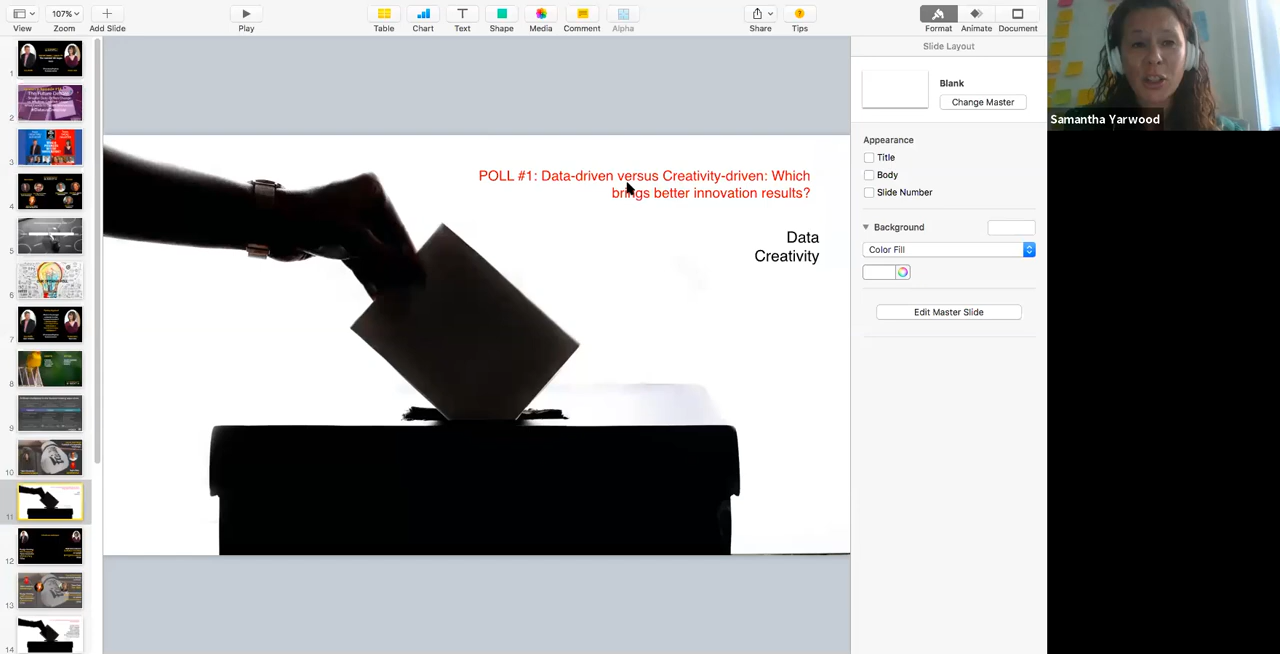 107%
View
Zoom
Add Slide
Play
Table
Chart
Text
Shape
Media
Comment
Alpha
Share
Tips
Format
Animate
Document
Slide Layout
Blank
Change Master
Appearance
Title
Body
Slide Number
Background
Color Fill
Edit Master Slide
Samantha Yarwood
POLL #1: Data-driven versus Creativity-driven: Which
brings better innovation results?
Data
Creativity
1
2
3
4
5
6
7
8
9
10
11
12
13
14